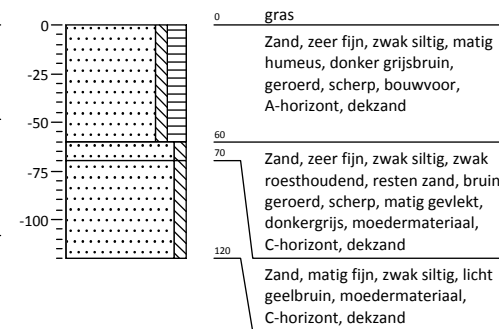 0
-25
-50
-75
-100
0 gras
Zand, zeer fijn, zwak siltig, matig
humeus, donker grijsbruin,
geroerd, scherp, bouwvoor,
A-horizont, dekzand
60
70
Zand, zeer fijn, zwak siltig, zwak
roesthoudend, resten zand, bruin
geroerd, scherp, matig gevlekt,
donkergrijs, moedermateriaal,
C-horizont, dekzand
120
Zand, matig fijn, zwak siltig, licht
geelbruin, moedermateriaal,
C-horizont, dekzand